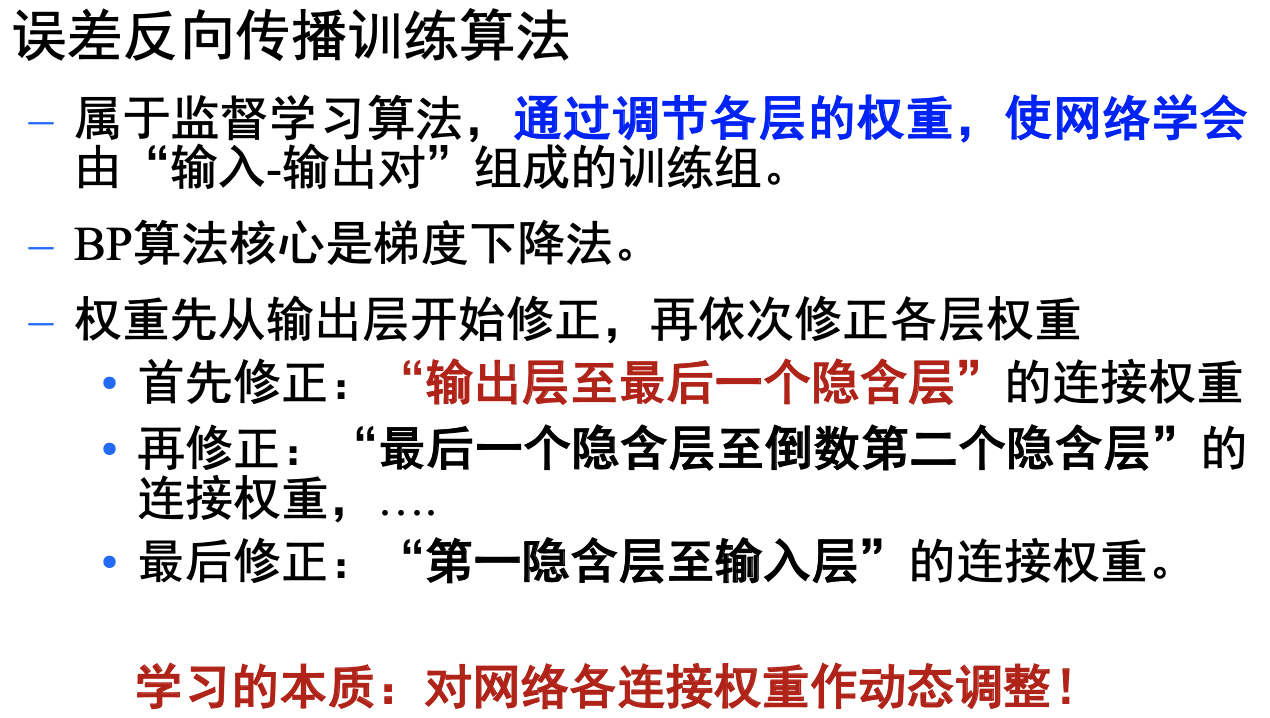 误差反向传播训练算法
– 属于监督学习算法，通过调节各层的权重，使网络学会
由“输入-输出对”组成的训练组。
– BP算法核心是梯度下降法。
– 权重先从输出层开始修正，再依次修正各层权重
• 首先修正：“输出层至最后一个隐含层”的连接权重
• 再修正：“最后一个隐含层至倒数第二个隐含层”的
连接权重，….
• 最后修正：“第一隐含层至输入层”的连接权重。
学习的本质：对网络各连接权重作动态调整！